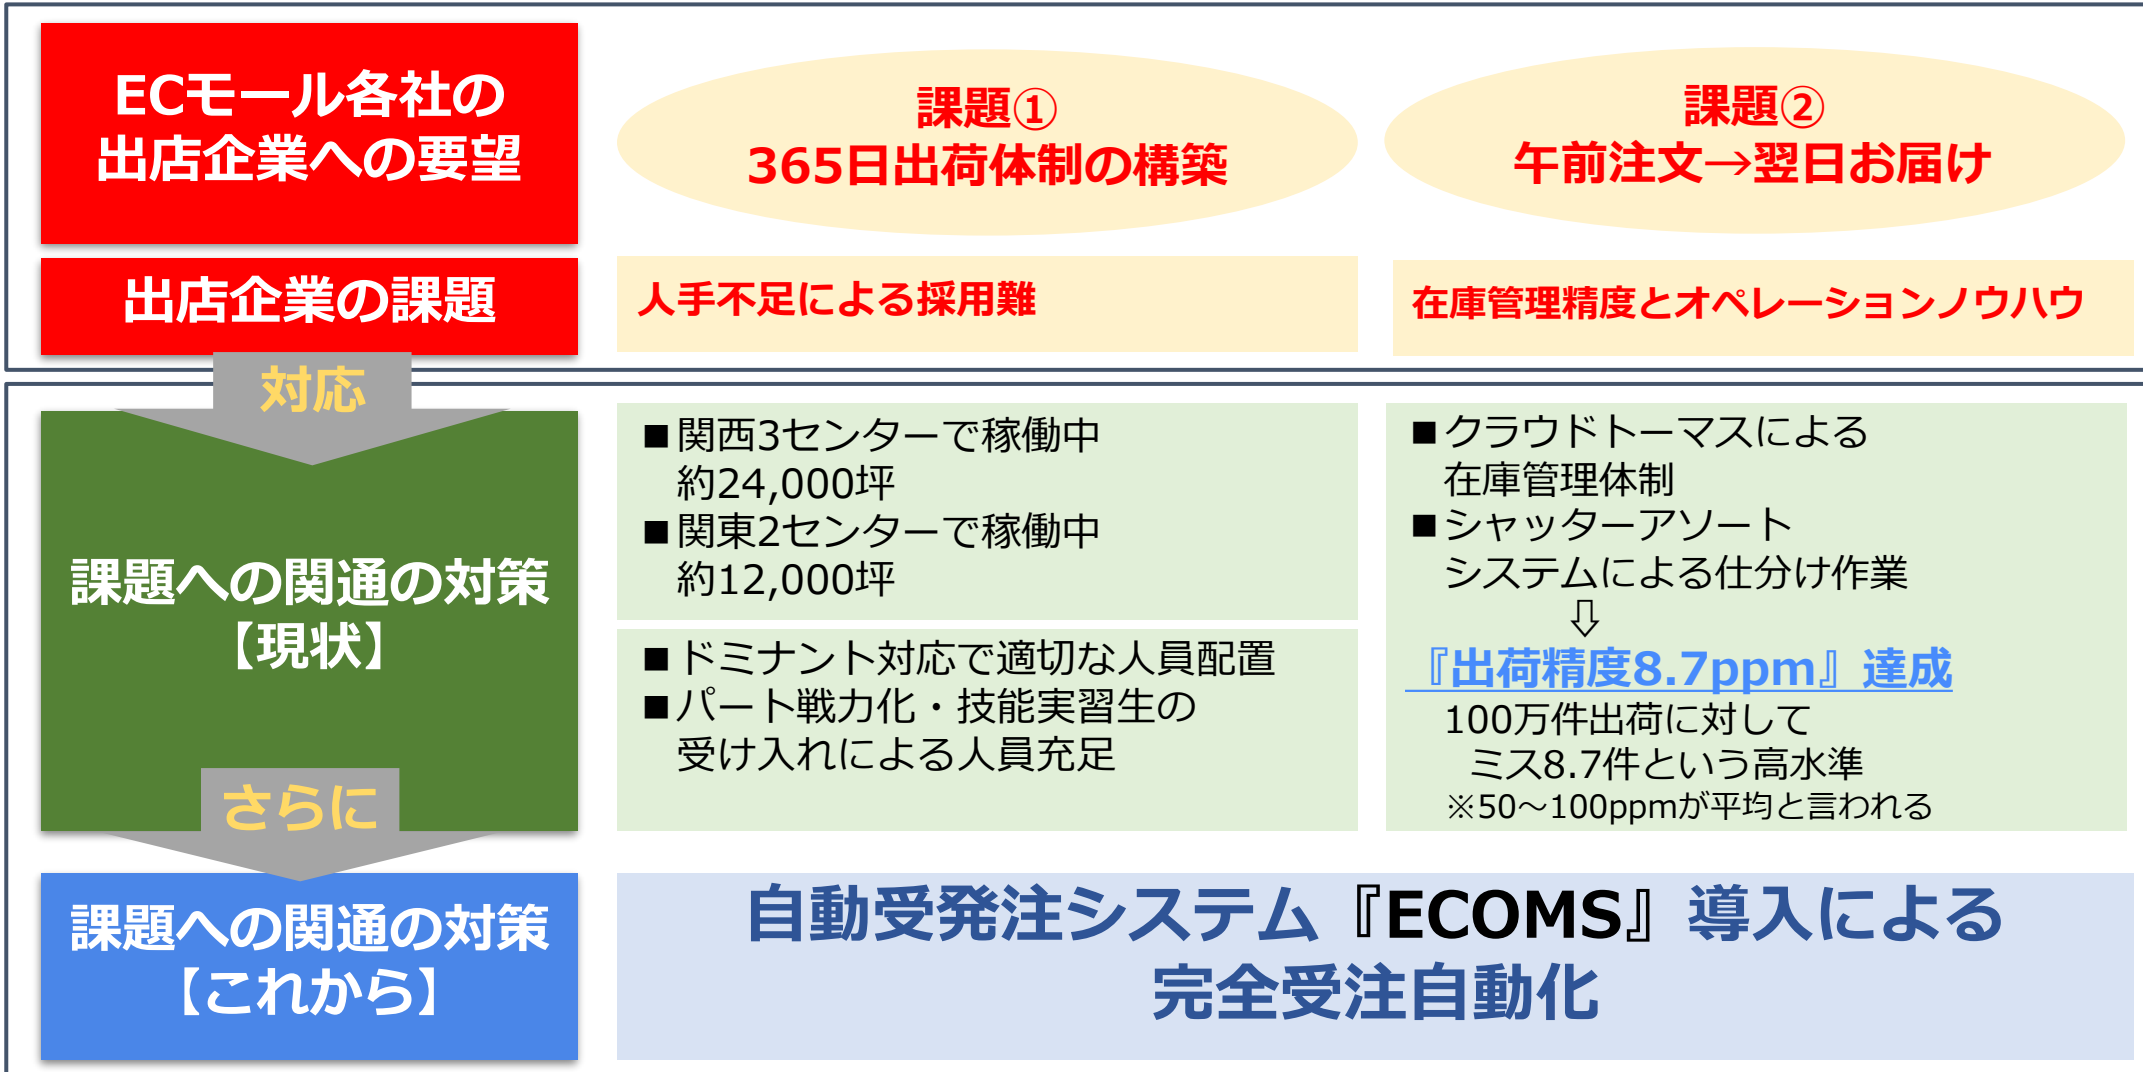 ECモール各社の
出店企業への要望
課題①
365日出荷体制の構築
課題②
午前注文→翌日お届け
出店企業の課題
人手不足による採用難
在庫管理精度とオペレーションノウハウ
対応
課題への関通の対策
【現状】
■関西3センターで稼働中
約24,000坪
■関東2センターで稼働中
約12,000坪
■ドミナント対応で適切な人員配置
■パート戦力化・技能実習生の
受け入れによる人員充足
■クラウドトーマスによる
在庫管理体制
■シャッターアソート
システムによる仕分け作業
⇩
『出荷精度8.7ppm』達成
100万件出荷に対して
ミス8.7件という高水準
※50～100ppmが平均と言われる
さらに
課題への関通の対策
【これから】
自動受発注システム『ECOMS』導入による
完全受注自動化